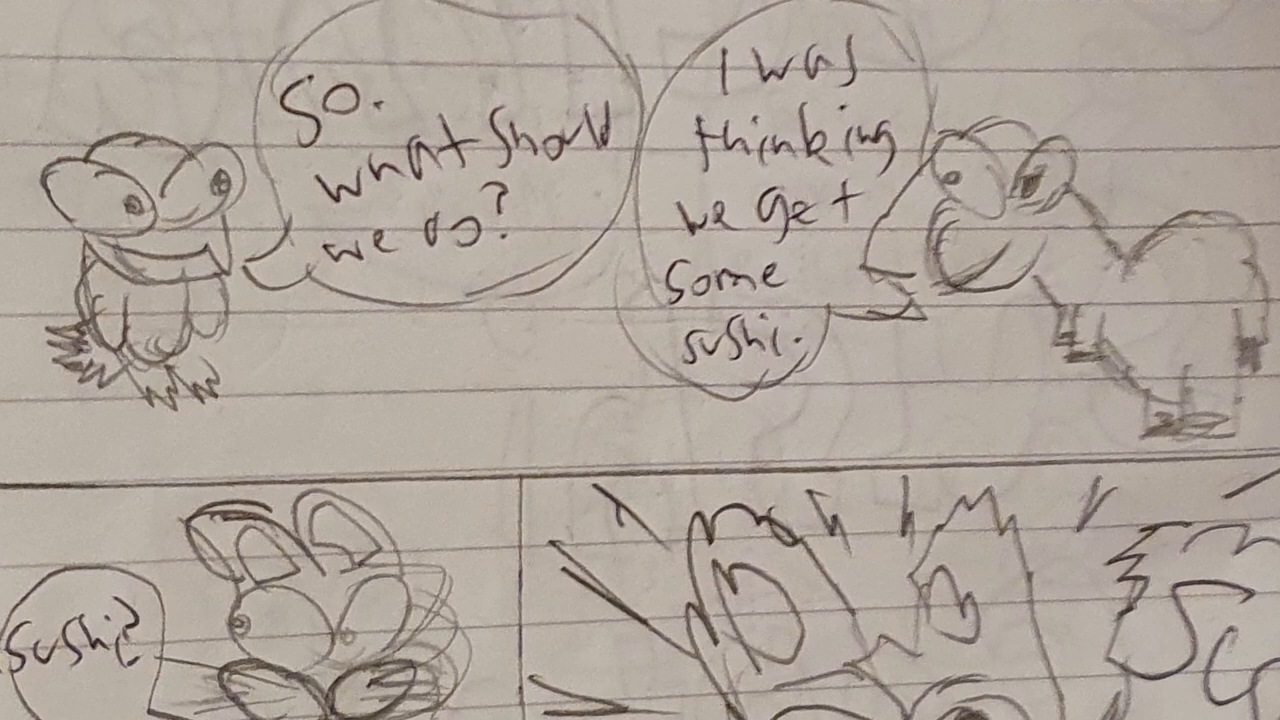 So.
what should
we do?
I was
thinking
we get
some
sushi.
sushi?